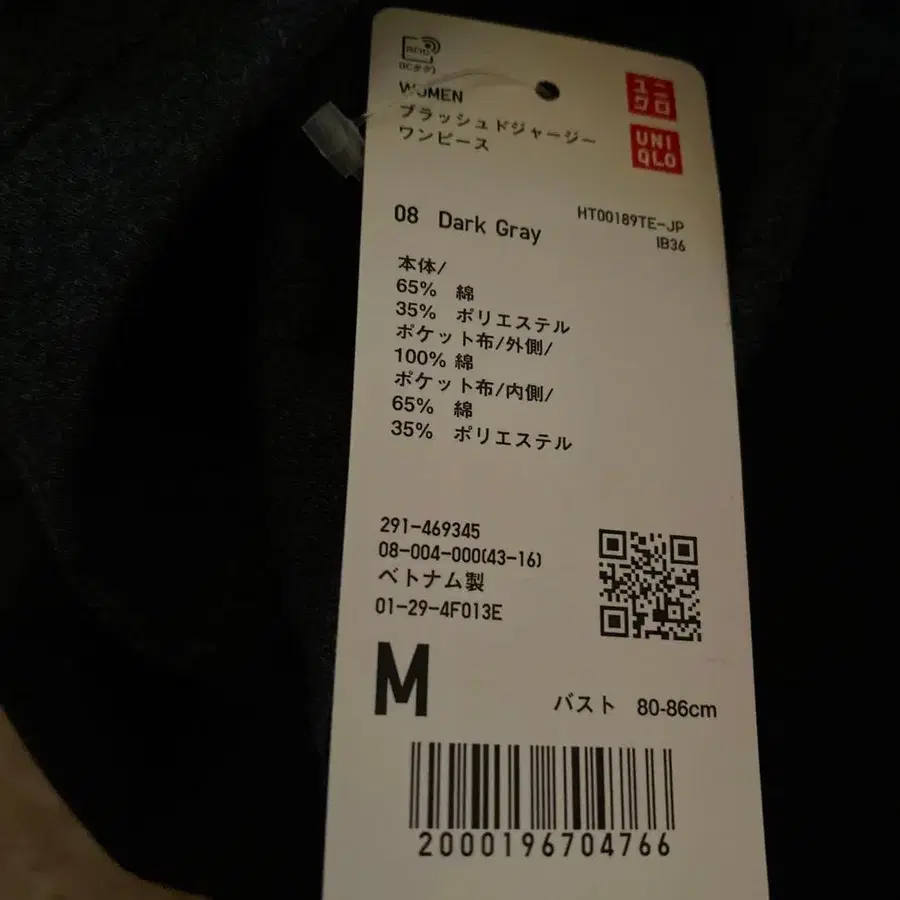 RFID
(ICタグ)
ユニ
クロ
UNI
QLO
WOMEN
ブラッシュドジャージー
ワンピース
08 Dark Gray
HT00189TE-JP
IB36
本体/
65% 綿
35% ポリエステル
ポケット布/外側/
100% 綿
ポケット布/内側/
65% 綿
35% ポリエステル
291-469345
08-004-000(43-16)
ベトナム製
01-29-4F013E
M
バスト 80-86cm
2000196704766